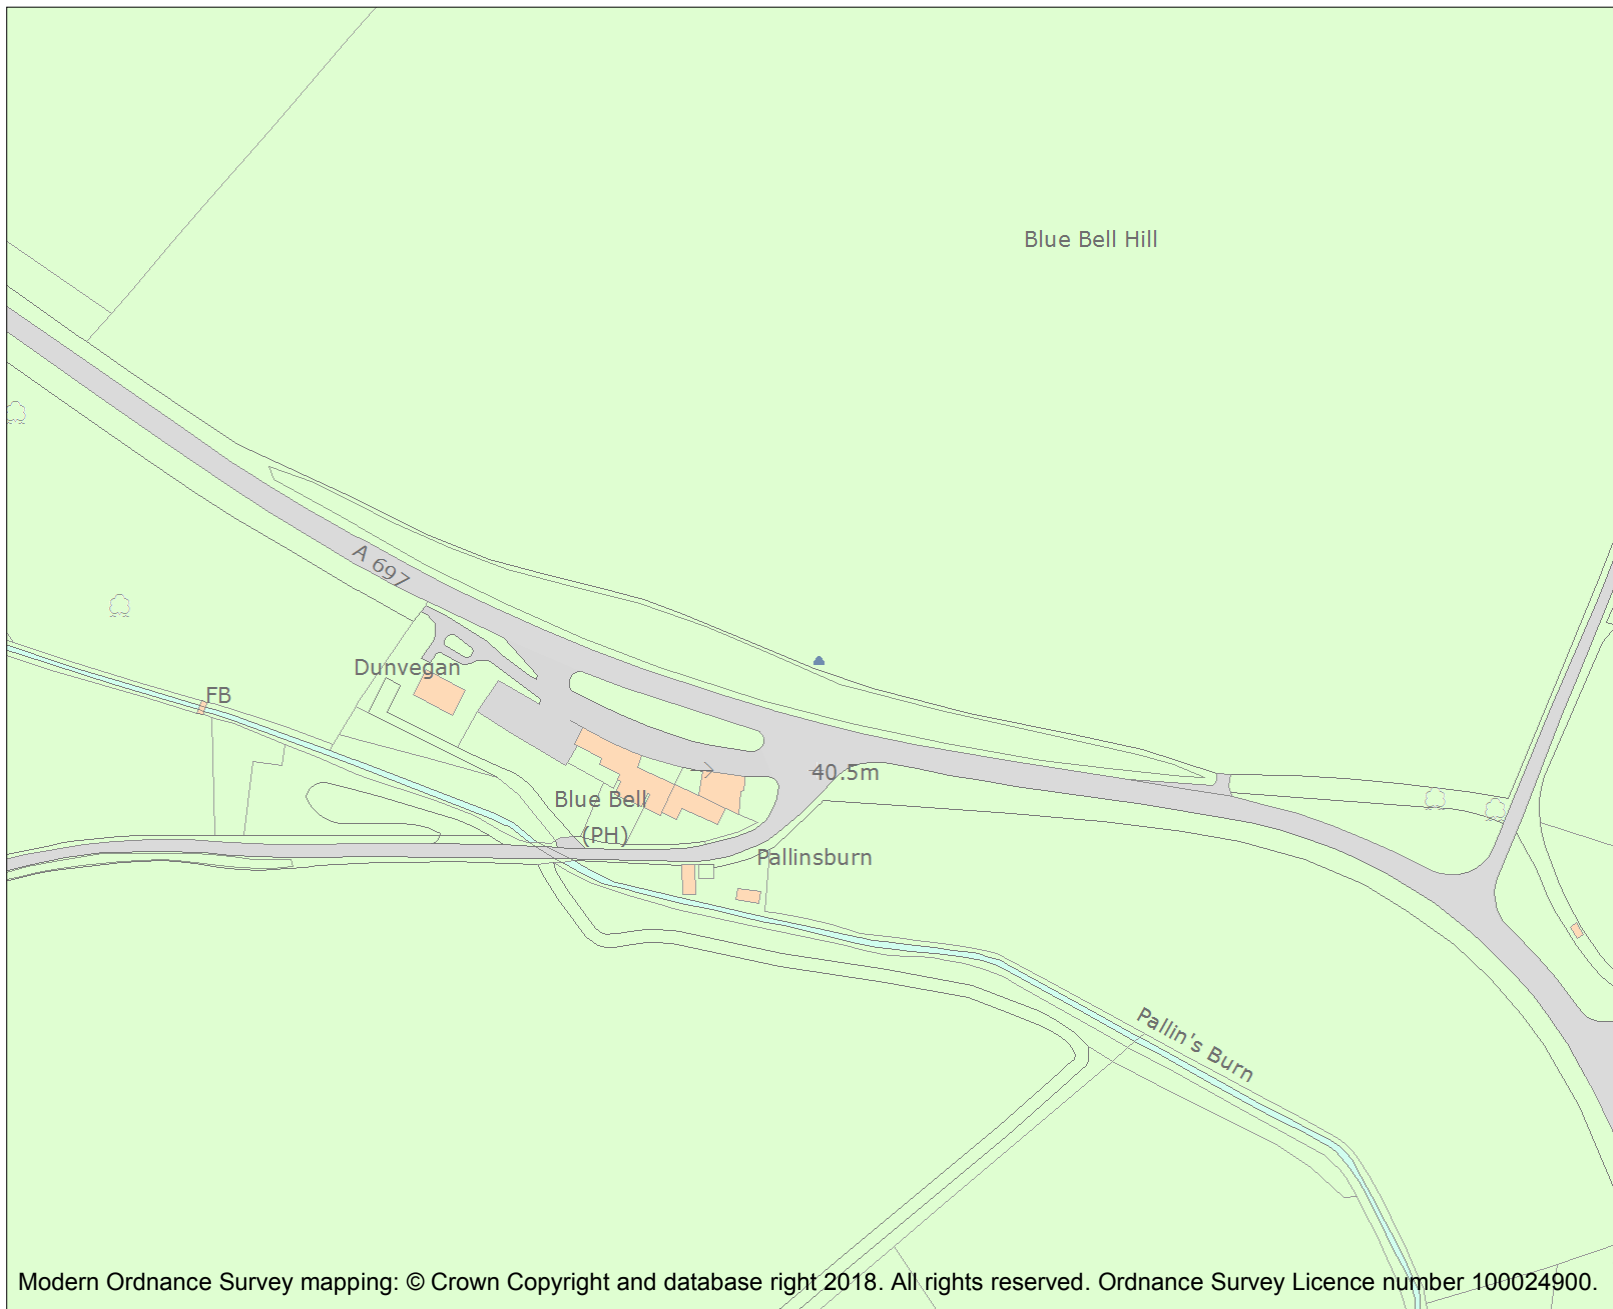 Blue Bell Hill
A 697
Dunvegan
FB
40.5m
Blue Bell
(PH)
Pallinsburn
Pallin's Burn
Modern Ordnance Survey mapping: © Crown Copyright and database right 2018. All rights reserved. Ordnance Survey Licence number 100024900.